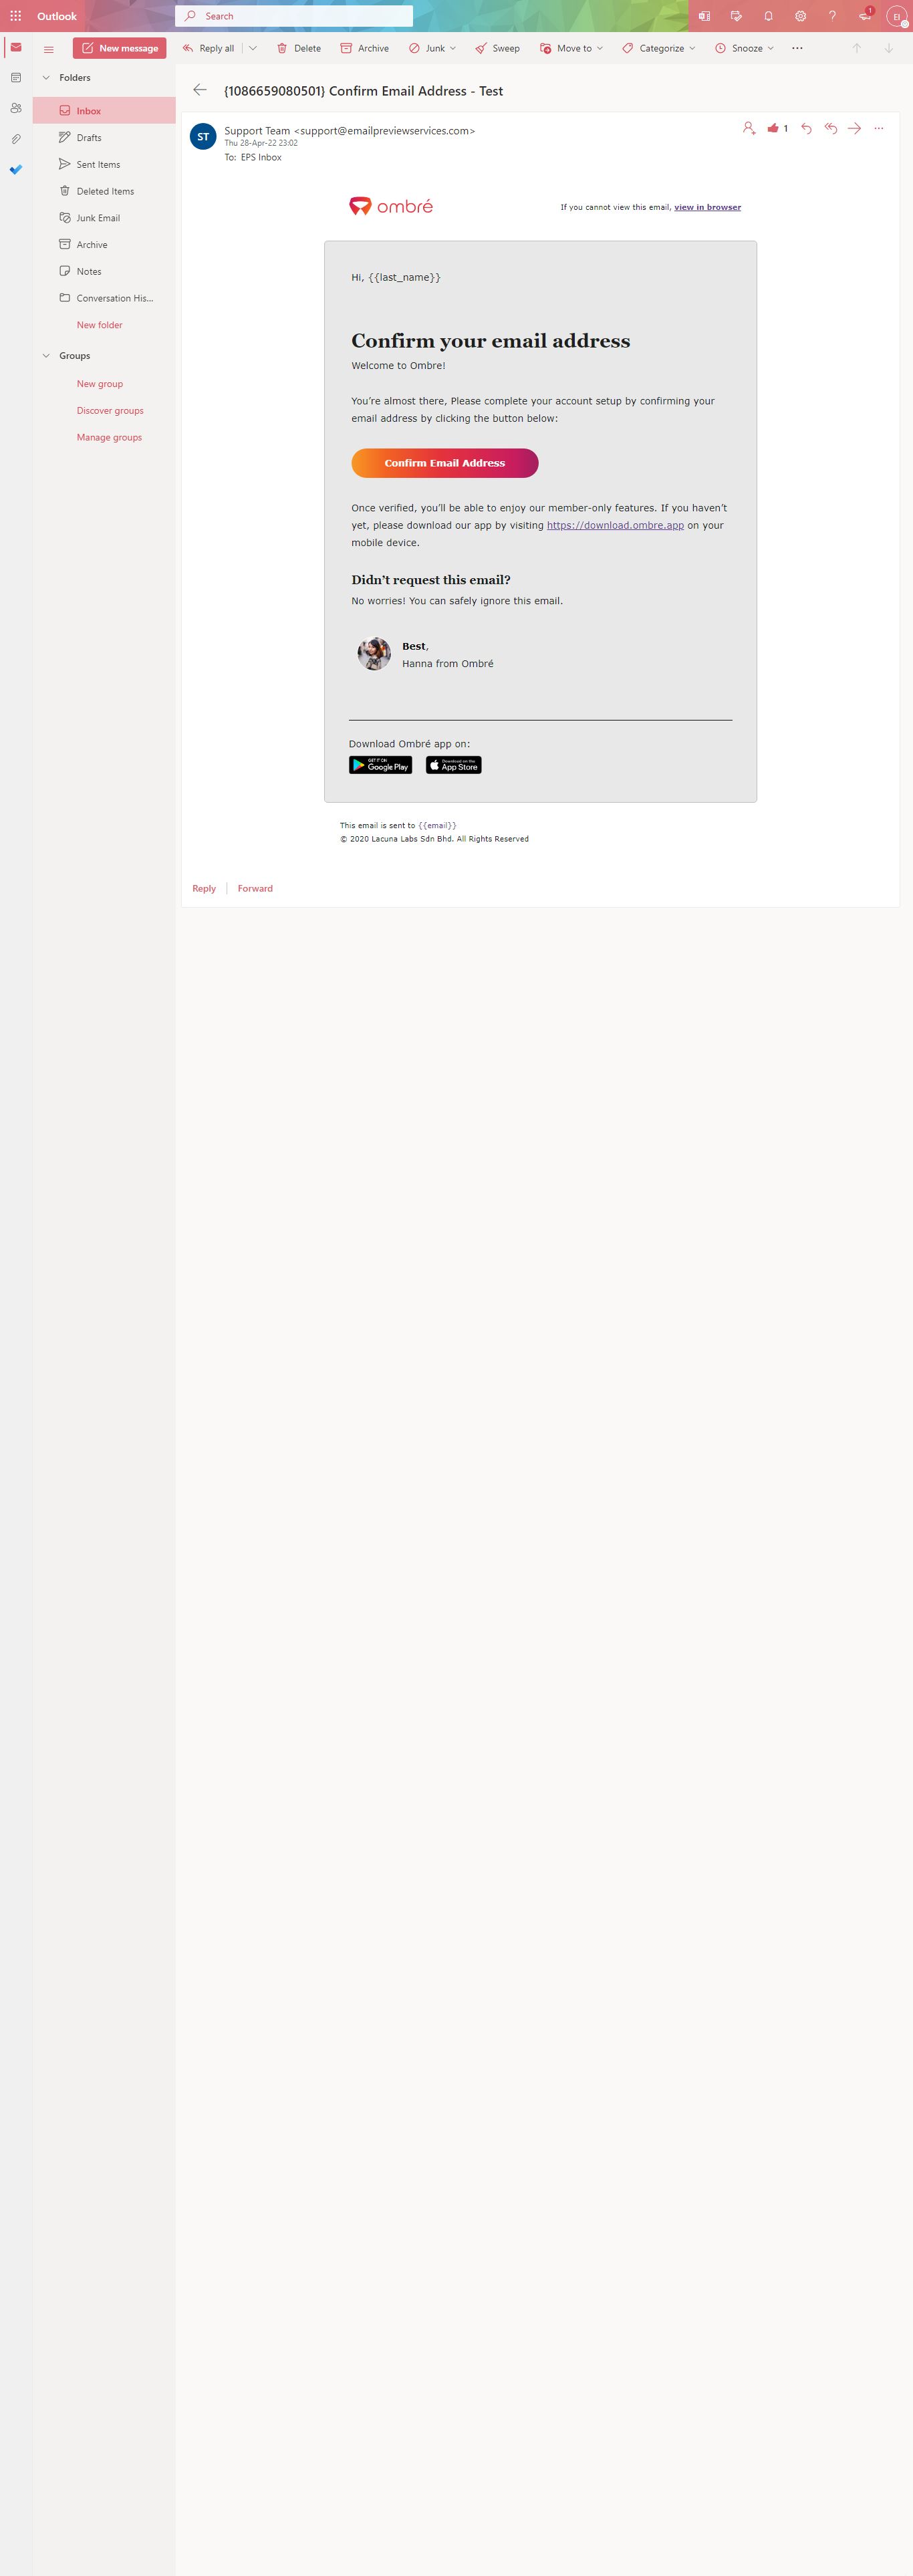 Outlook
Search
1
EI
New message
Reply all
Delete
Archive
Junk
Sweep
Move to
Categorize
Snooze
Folders
Inbox
Drafts
Sent Items
Deleted Items
Junk Email
Archive
Notes
Conversation His...
New folder
Groups
New group
Discover groups
Manage groups
{1086659080501} Confirm Email Address - Test
ST
Support Team <support@emailpreviewservices.com>
1
Thu 28-Apr-22 23:02
To: EPS Inbox
ombré
If you cannot view this email, view in browser
Hi, {{last_name}}
Confirm your email address
Welcome to Ombre!
You’re almost there, Please complete your account setup by confirming your
email address by clicking the button below:
Confirm Email Address
Once verified, you’ll be able to enjoy our member-only features. If you haven’t
yet, please download our app by visiting https://download.ombre.app on your
mobile device.
Didn’t request this email?
No worries! You can safely ignore this email.
Best,
Hanna from Ombré
Download Ombré app on:
GET IT ON
Google Play
Download on the
App Store
This email is sent to {{email}}
© 2020 Lacuna Labs Sdn Bhd. All Rights Reserved
Reply
Forward